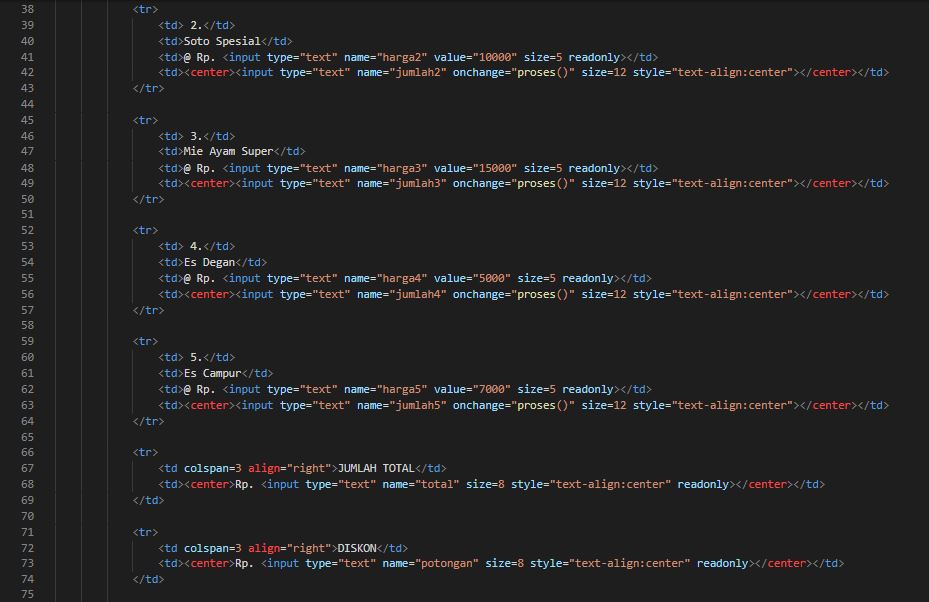 38 <tr>
39 <td> 2.</td>
40 <td>Soto Spesial</td>
41 <td>@ Rp. <input type="text" name="harga2" value="10000" size=5 readonly></td>
42 <td><center><input type="text" name="jumlah2" onchange="proses()" size=12 style="text-align:center"></center></td>
43 </tr>
44
45 <tr>
46 <td> 3.</td>
47 <td>Mie Ayam Super</td>
48 <td>@ Rp. <input type="text" name="harga3" value="15000" size=5 readonly></td>
49 <td><center><input type="text" name="jumlah3" onchange="proses()" size=12 style="text-align:center"></center></td>
50 </tr>
51
52 <tr>
53 <td> 4.</td>
54 <td>Es Degan</td>
55 <td>@ Rp. <input type="text" name="harga4" value="5000" size=5 readonly></td>
56 <td><center><input type="text" name="jumlah4" onchange="proses()" size=12 style="text-align:center"></center></td>
57 </tr>
58
59 <tr>
60 <td> 5.</td>
61 <td>Es Campur</td>
62 <td>@ Rp. <input type="text" name="harga5" value="7000" size=5 readonly></td>
63 <td><center><input type="text" name="jumlah5" onchange="proses()" size=12 style="text-align:center"></center></td>
64 </tr>
65
66 <tr>
67 <td colspan=3 align="right">JUMLAH TOTAL</td>
68 <td><center>Rp. <input type="text" name="total" size=8 style="text-align:center" readonly></center></td>
69 </td>
70
71 <tr>
72 <td colspan=3 align="right">DISKON</td>
73 <td><center>Rp. <input type="text" name="potongan" size=8 style="text-align:center" readonly></center></td>
74 </td>
75